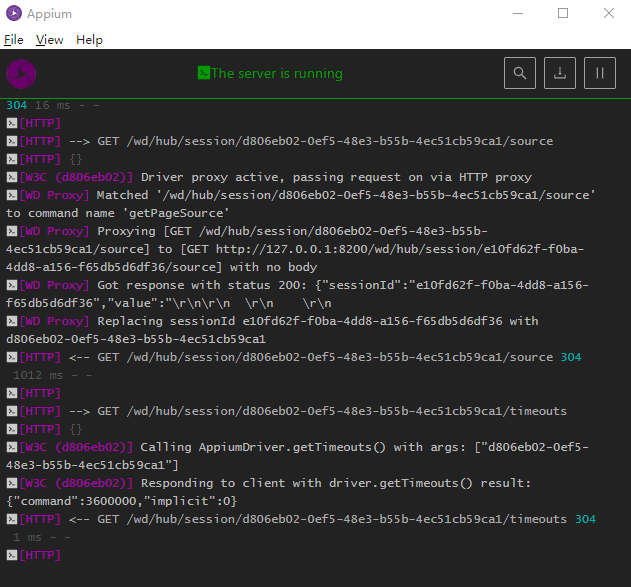 Appium
File View Help
The server is running
304 16 ms - -
[HTTP]
[HTTP] --> GET /wd/hub/session/d806eb02-0ef5-48e3-b55b-4ec51cb59ca1/source
[HTTP] {}
[W3C (d806eb02)] Driver proxy active, passing request on via HTTP proxy
[WD Proxy] Matched '/wd/hub/session/d806eb02-0ef5-48e3-b55b-4ec51cb59ca1/source'
to command name 'getPageSource'
[WD Proxy] Proxying [GET /wd/hub/session/d806eb02-0ef5-48e3-b55b-
4ec51cb59ca1/source] to [GET http://127.0.0.1:8200/wd/hub/session/e10fd62f-f0ba-
4dd8-a156-f65db5d6df36/source] with no body
[WD Proxy] Got response with status 200: {"sessionId":"e10fd62f-f0ba-4dd8-a156-
f65db5d6df36","value":"\r\n\r\n  \r\n    \r\n
[WD Proxy] Replacing sessionId e10fd62f-f0ba-4dd8-a156-f65db5d6df36 with
d806eb02-0ef5-48e3-b55b-4ec51cb59ca1
[HTTP] <-- GET /wd/hub/session/d806eb02-0ef5-48e3-b55b-4ec51cb59ca1/source 304
1012 ms - -
[HTTP]
[HTTP] --> GET /wd/hub/session/d806eb02-0ef5-48e3-b55b-4ec51cb59ca1/timeouts
[HTTP] {}
[W3C (d806eb02)] Calling AppiumDriver.getTimeouts() with args: ["d806eb02-0ef5-
48e3-b55b-4ec51cb59ca1"]
[W3C (d806eb02)] Responding to client with driver.getTimeouts() result:
{"command":3600000,"implicit":0}
[HTTP] <-- GET /wd/hub/session/d806eb02-0ef5-48e3-b55b-4ec51cb59ca1/timeouts 304
1 ms - -
[HTTP]